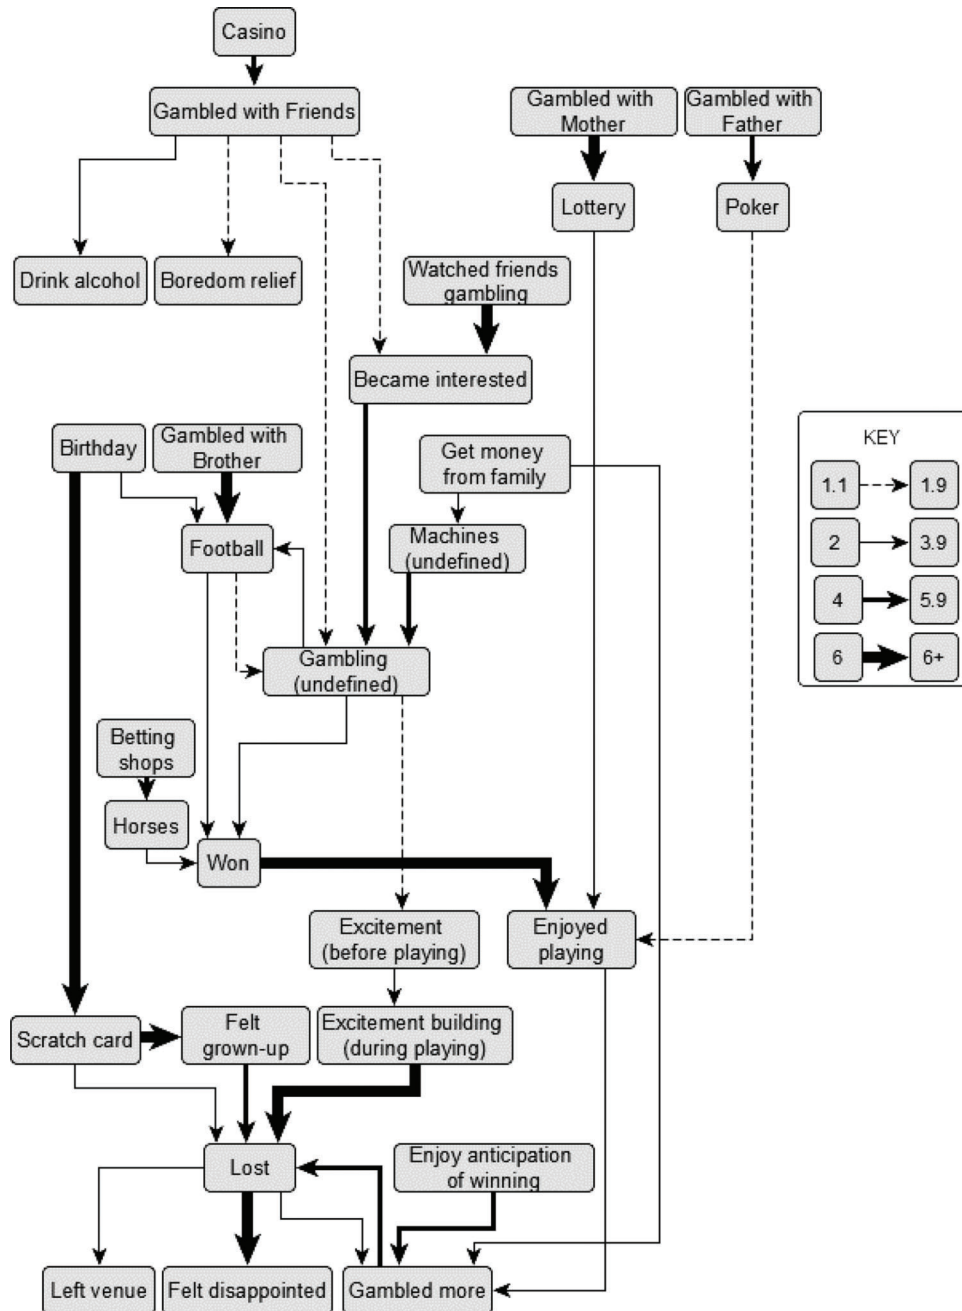 Casino
Gambled with Friends
Gambled with
Mother
Gambled with
Father
Lottery
Poker
Drink alcohol
Boredom relief
Watched friends
gambling
Became interested
Birthday
Gambled with
Brother
Get money
from family
KEY
1.1
1.9
2
3.9
4
5.9
6
6+
Football
Machines
(undefined)
Gambling
(undefined)
Betting
shops
Horses
Won
Excitement
(before playing)
Enjoyed
playing
Scratch card
Felt
grown-up
Excitement building
(during playing)
Lost
Enjoy anticipation
of winning
Left venue
Felt disappointed
Gambled more